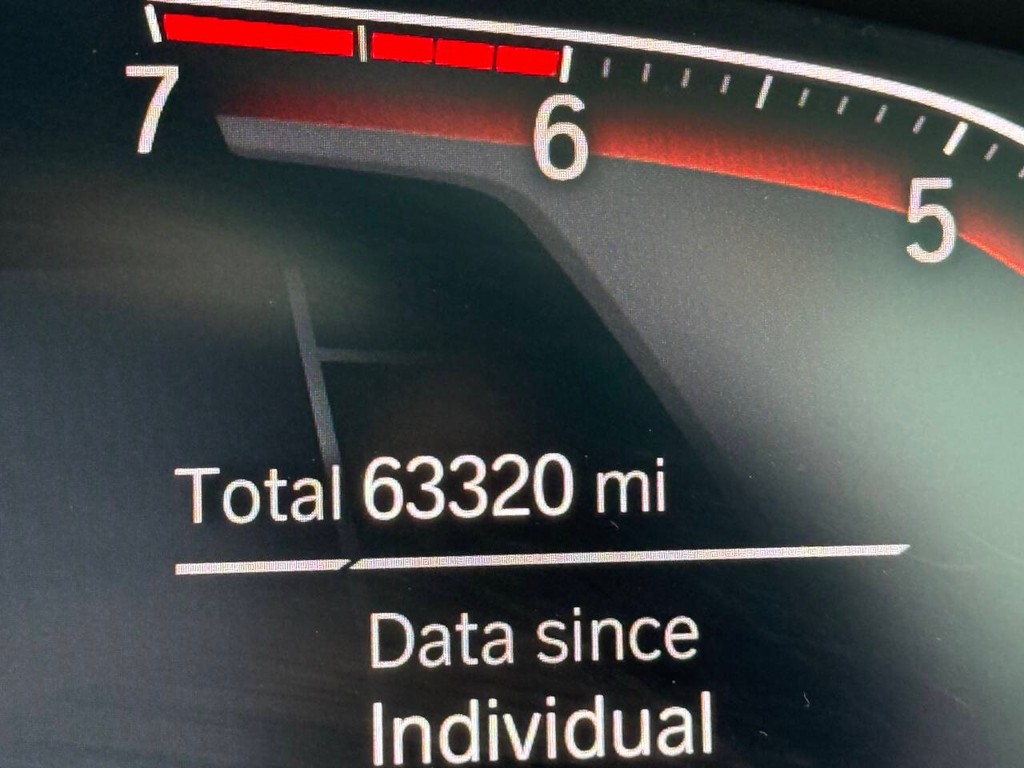 7
6
5
Total 63320 mi
Data since
Individual